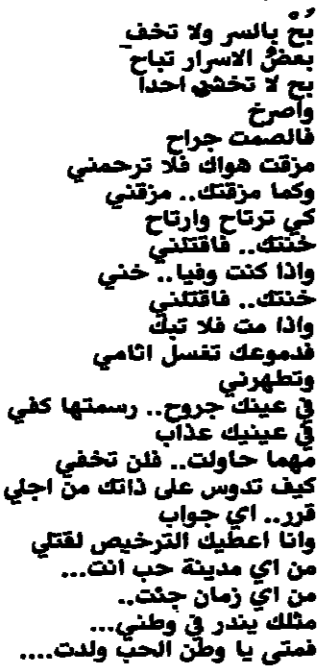 بُحْ بالسر ولا تخف
بعضُ الاسرار تباح
بح لا تخشى احدا
واصرخ
فالصمت جراح
مزقت هواك فلا ترحمني
وكما مزقتك.. مزقني
كي ترتاح وارتاح
خنتك.. فاقتلني
واذا كنت وفيا.. خني
خنتك.. فاقتلني
واذا مت فلا تبك
فدموعك تغسل اثامي
وتطهرني
في عينك جروح.. رسمتها كفي
في عينيك عذاب
مهما حاولت.. فلن تخفي
كيف تدوس على ذاتك من اجلي
قرر.. اي جواب
وانا اعطيك الترخيص لقتلي
من اي مدينة حب انت...
من اي زمان جئت..
مثلك يندر في وطني...
فمتى يا وطن الحب ولدت....